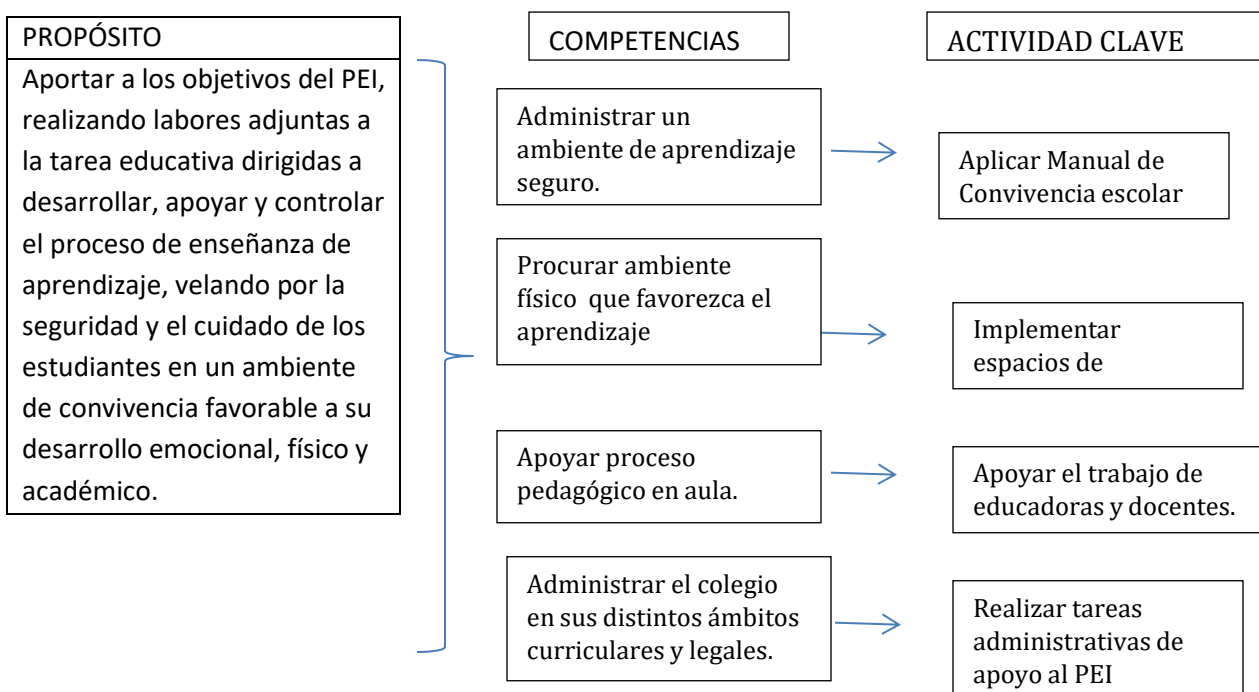 PROPÓSITO
Aportar a los objetivos del PEI,
realizando labores adjuntas a
la tarea educativa dirigidas a
desarrollar, apoyar y controlar
el proceso de enseñanza de
aprendizaje, velando por la
seguridad y el cuidado de los
estudiantes en un ambiente
de convivencia favorable a su
desarrollo emocional, físico y
académico.
COMPETENCIAS
Administrar un
ambiente de aprendizaje
seguro.
Procurar ambiente
físico que favorezca el
aprendizaje
Apoyar proceso
pedagógico en aula.
Administrar el colegio
en sus distintos ámbitos
curriculares y legales.
ACTIVIDAD CLAVE
Aplicar Manual de
Convivencia escolar
Implementar
espacios de
Apoyar el trabajo de
educadoras y docentes.
Realizar tareas
administrativas de
apoyo al PEI